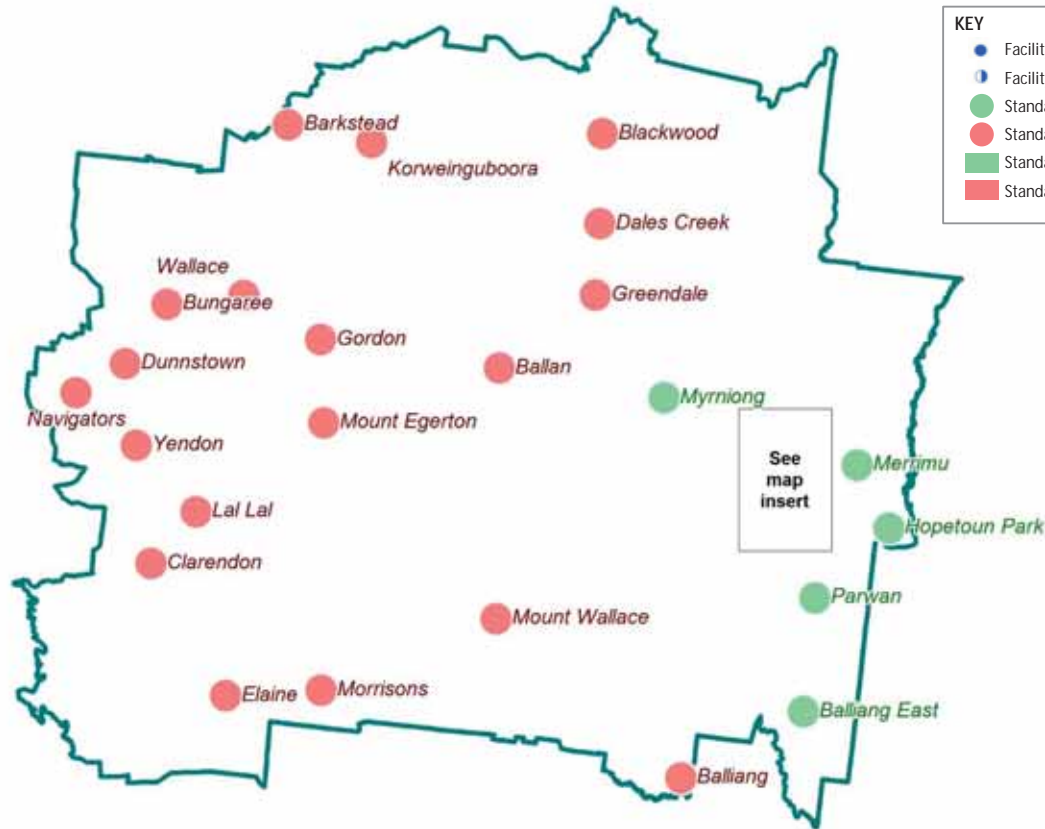 KEY
Facilit
Facilit
Standa
Standa
Standa
Standa
Barkstead
Korweinguboora
Blackwood
Dales Creek
Wallace
Bungaree
Greendale
Gordon
Dunnstown
Ballan
Navigators
Myrniong
Mount Egerton
Yendon
See
map
insert
Merrimu
Lal Lal
Hopetoun Park
Clarendon
Parwan
Mount Wallace
Elaine
Morrisons
Balliang East
Balliang